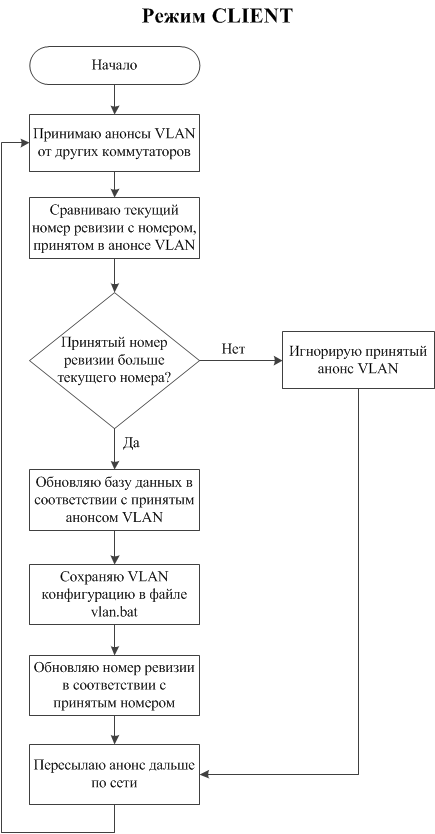 Режим CLIENT
Начало
Принимаю анонсы VLAN
от других коммутаторов
Сравниваю текущий
номер ревизии с номером,
принятом в анонсе VLAN
Принятый номер
ревизии больше
текущего номера?
Нет
Игнорирую принятый
анонс VLAN
Да
Обновляю базу данных в
соответствии с принятым
анонсом VLAN
Сохраняю VLAN
конфигурацию в файле
vlan.bat
Обновляю номер ревизии
в соответствии с
принятым номером
Пересылаю анонс дальше
по сети